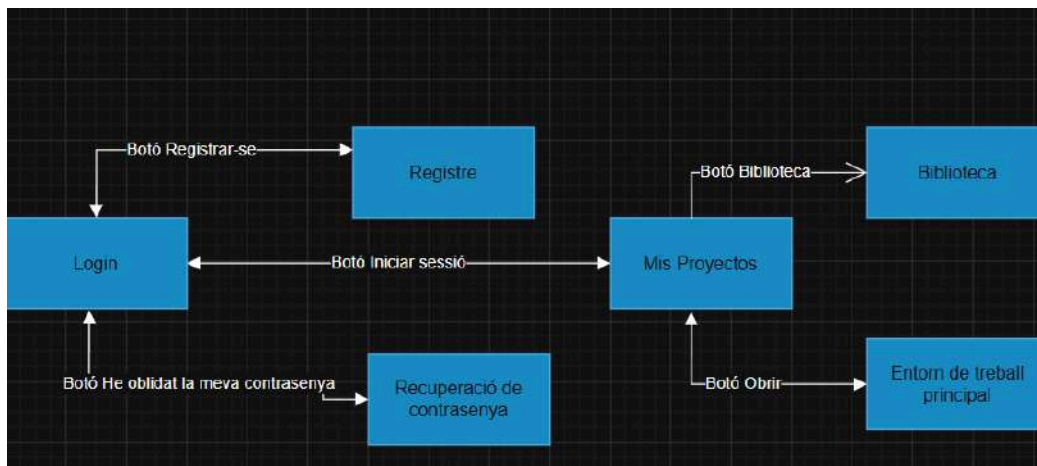 Botó Registrar-se
Registre
Botó Biblioteca
Biblioteca
Login
Botó Iniciar sessió
Mis Proyectos
Botó He oblidat la meva contrasenya
Recuperació de
contrasenya
Botó Obrir
Entorn de treball
principal